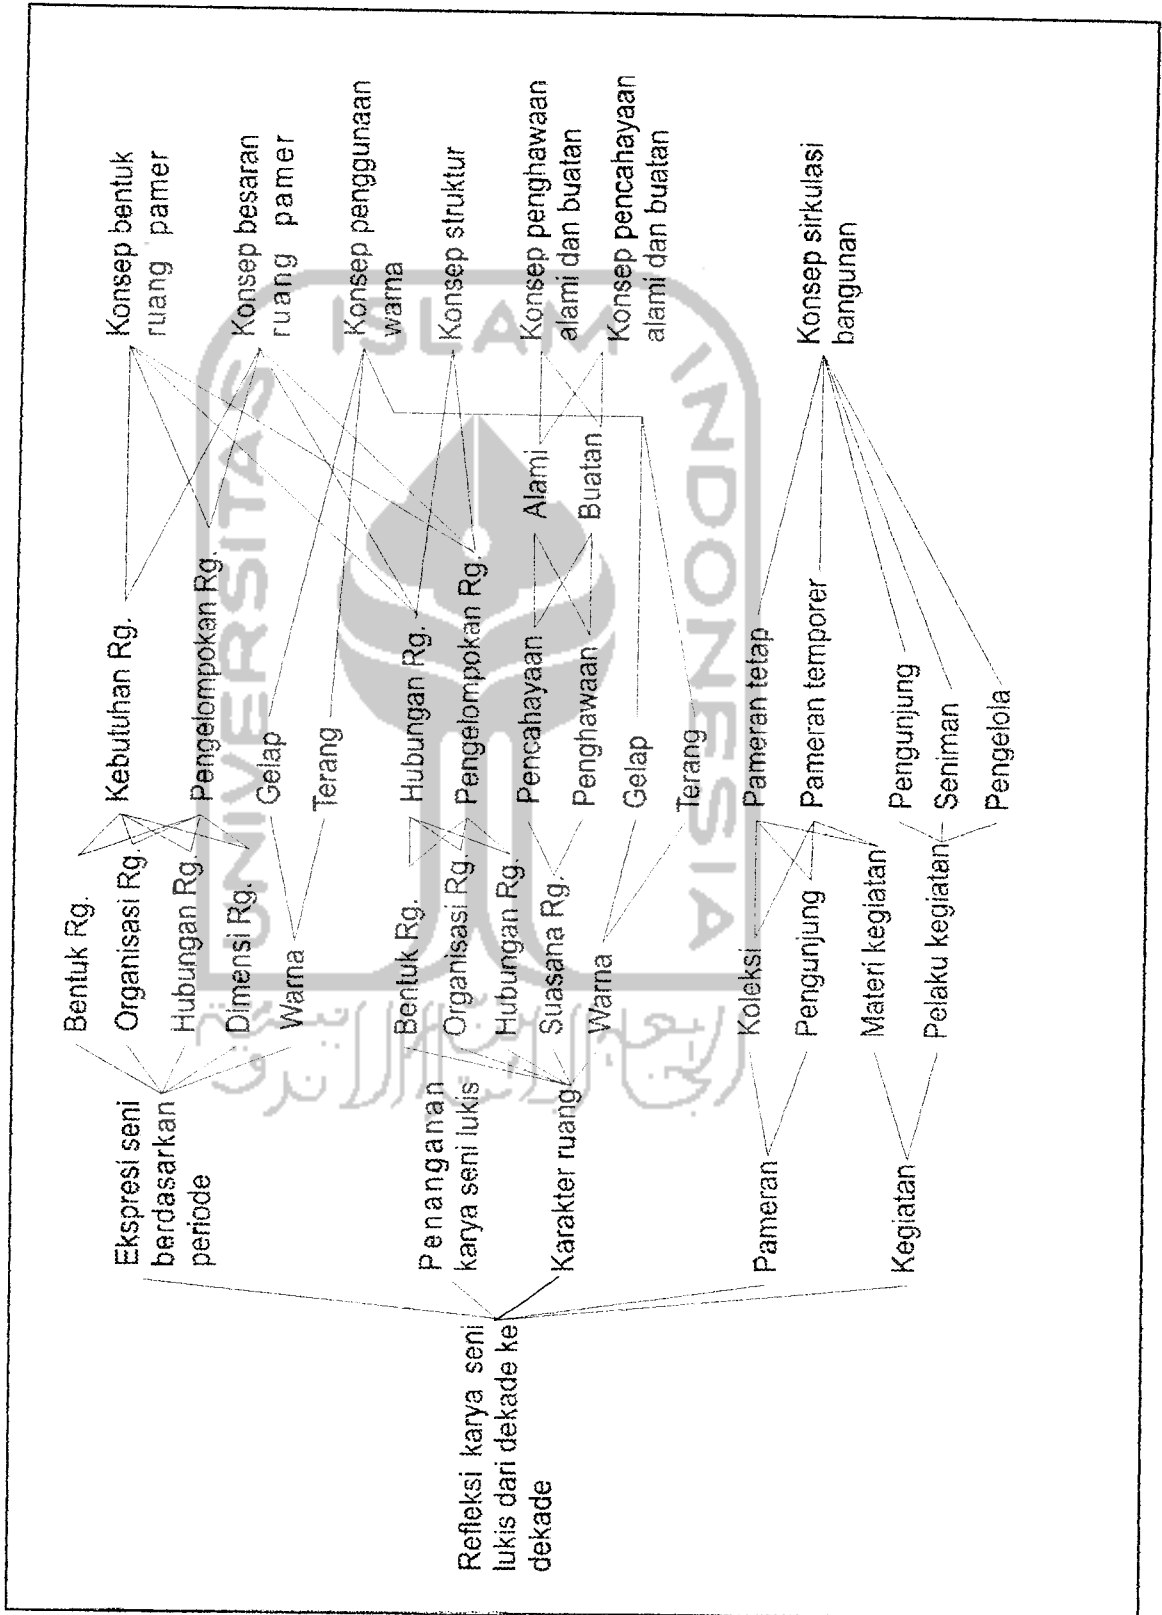 Refleksi karya seni
lukis dari dekade ke
dekade
Ekspresi seni
berdasarkan
periode
Penanganan
karya seni lukis
Karakter ruang
Pameran
Kegiatan
Bentuk Rg.
Organisasi Rg.
Hubungan Rg.
Dimensi Rg.
Warna
Bentuk Rg.
Organisasi Rg.
Hubungan Rg.
Suasana Rg.
Warna
Koleksi
Pengunjung
Materi kegiatan
Pelaku kegiatan
Kebutuhan Rg.
Pengelompokan Rg.
Gelap
Terang
Hubungan Rg.
Pengelompokan Rg.
Pencahayaan
Penghawaan
Gelap
Terang
Pameran tetap
Pameran temporer
Pengunjung
Seniman
Pengelola
Alami
Buatan
Konsep bentuk
ruang pamer
Konsep besaran
ruang pamer
Konsep penggunaan
warna
Konsep struktur
Konsep penghawaan
alami dan buatan
Konsep pencahayaan
alami dan buatan
Konsep sirkulasi
bangunan
UNIVERSITAS
ISLAM
INDONESIA